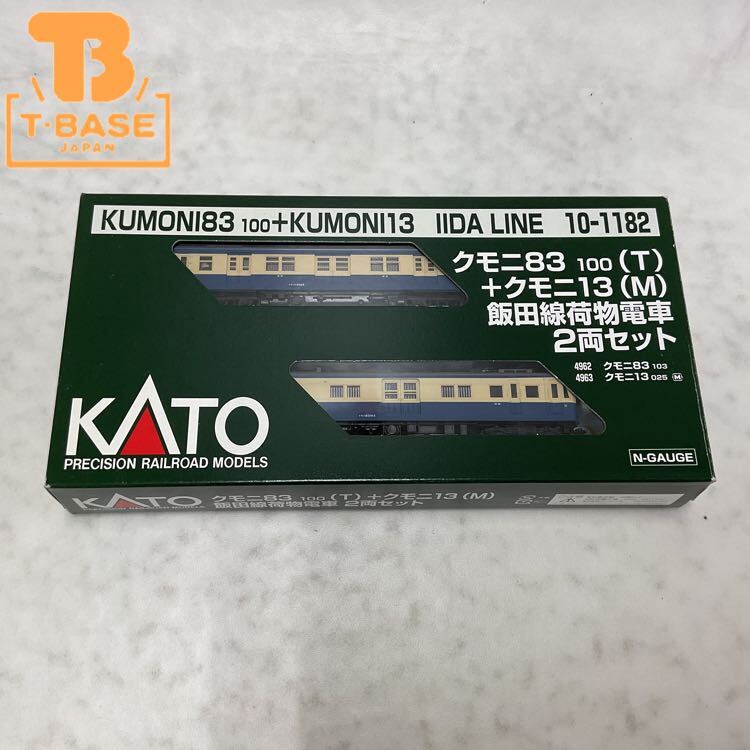 T-BASE
JAPAN
KUMONI83 100+KUMONI13 IIDA LINE 10-1182
クモニ83 100 (T)
+クモニ13 (M)
飯田線荷物電車
2両セット
4962 クモニ83 103
4963 クモニ13 025 M
KATO
PRECISION RAILROAD MODELS
N-GAUGE
KATO
クモニ83 100 (T)+クモニ13 (M)
飯田線荷物電車 2両セット